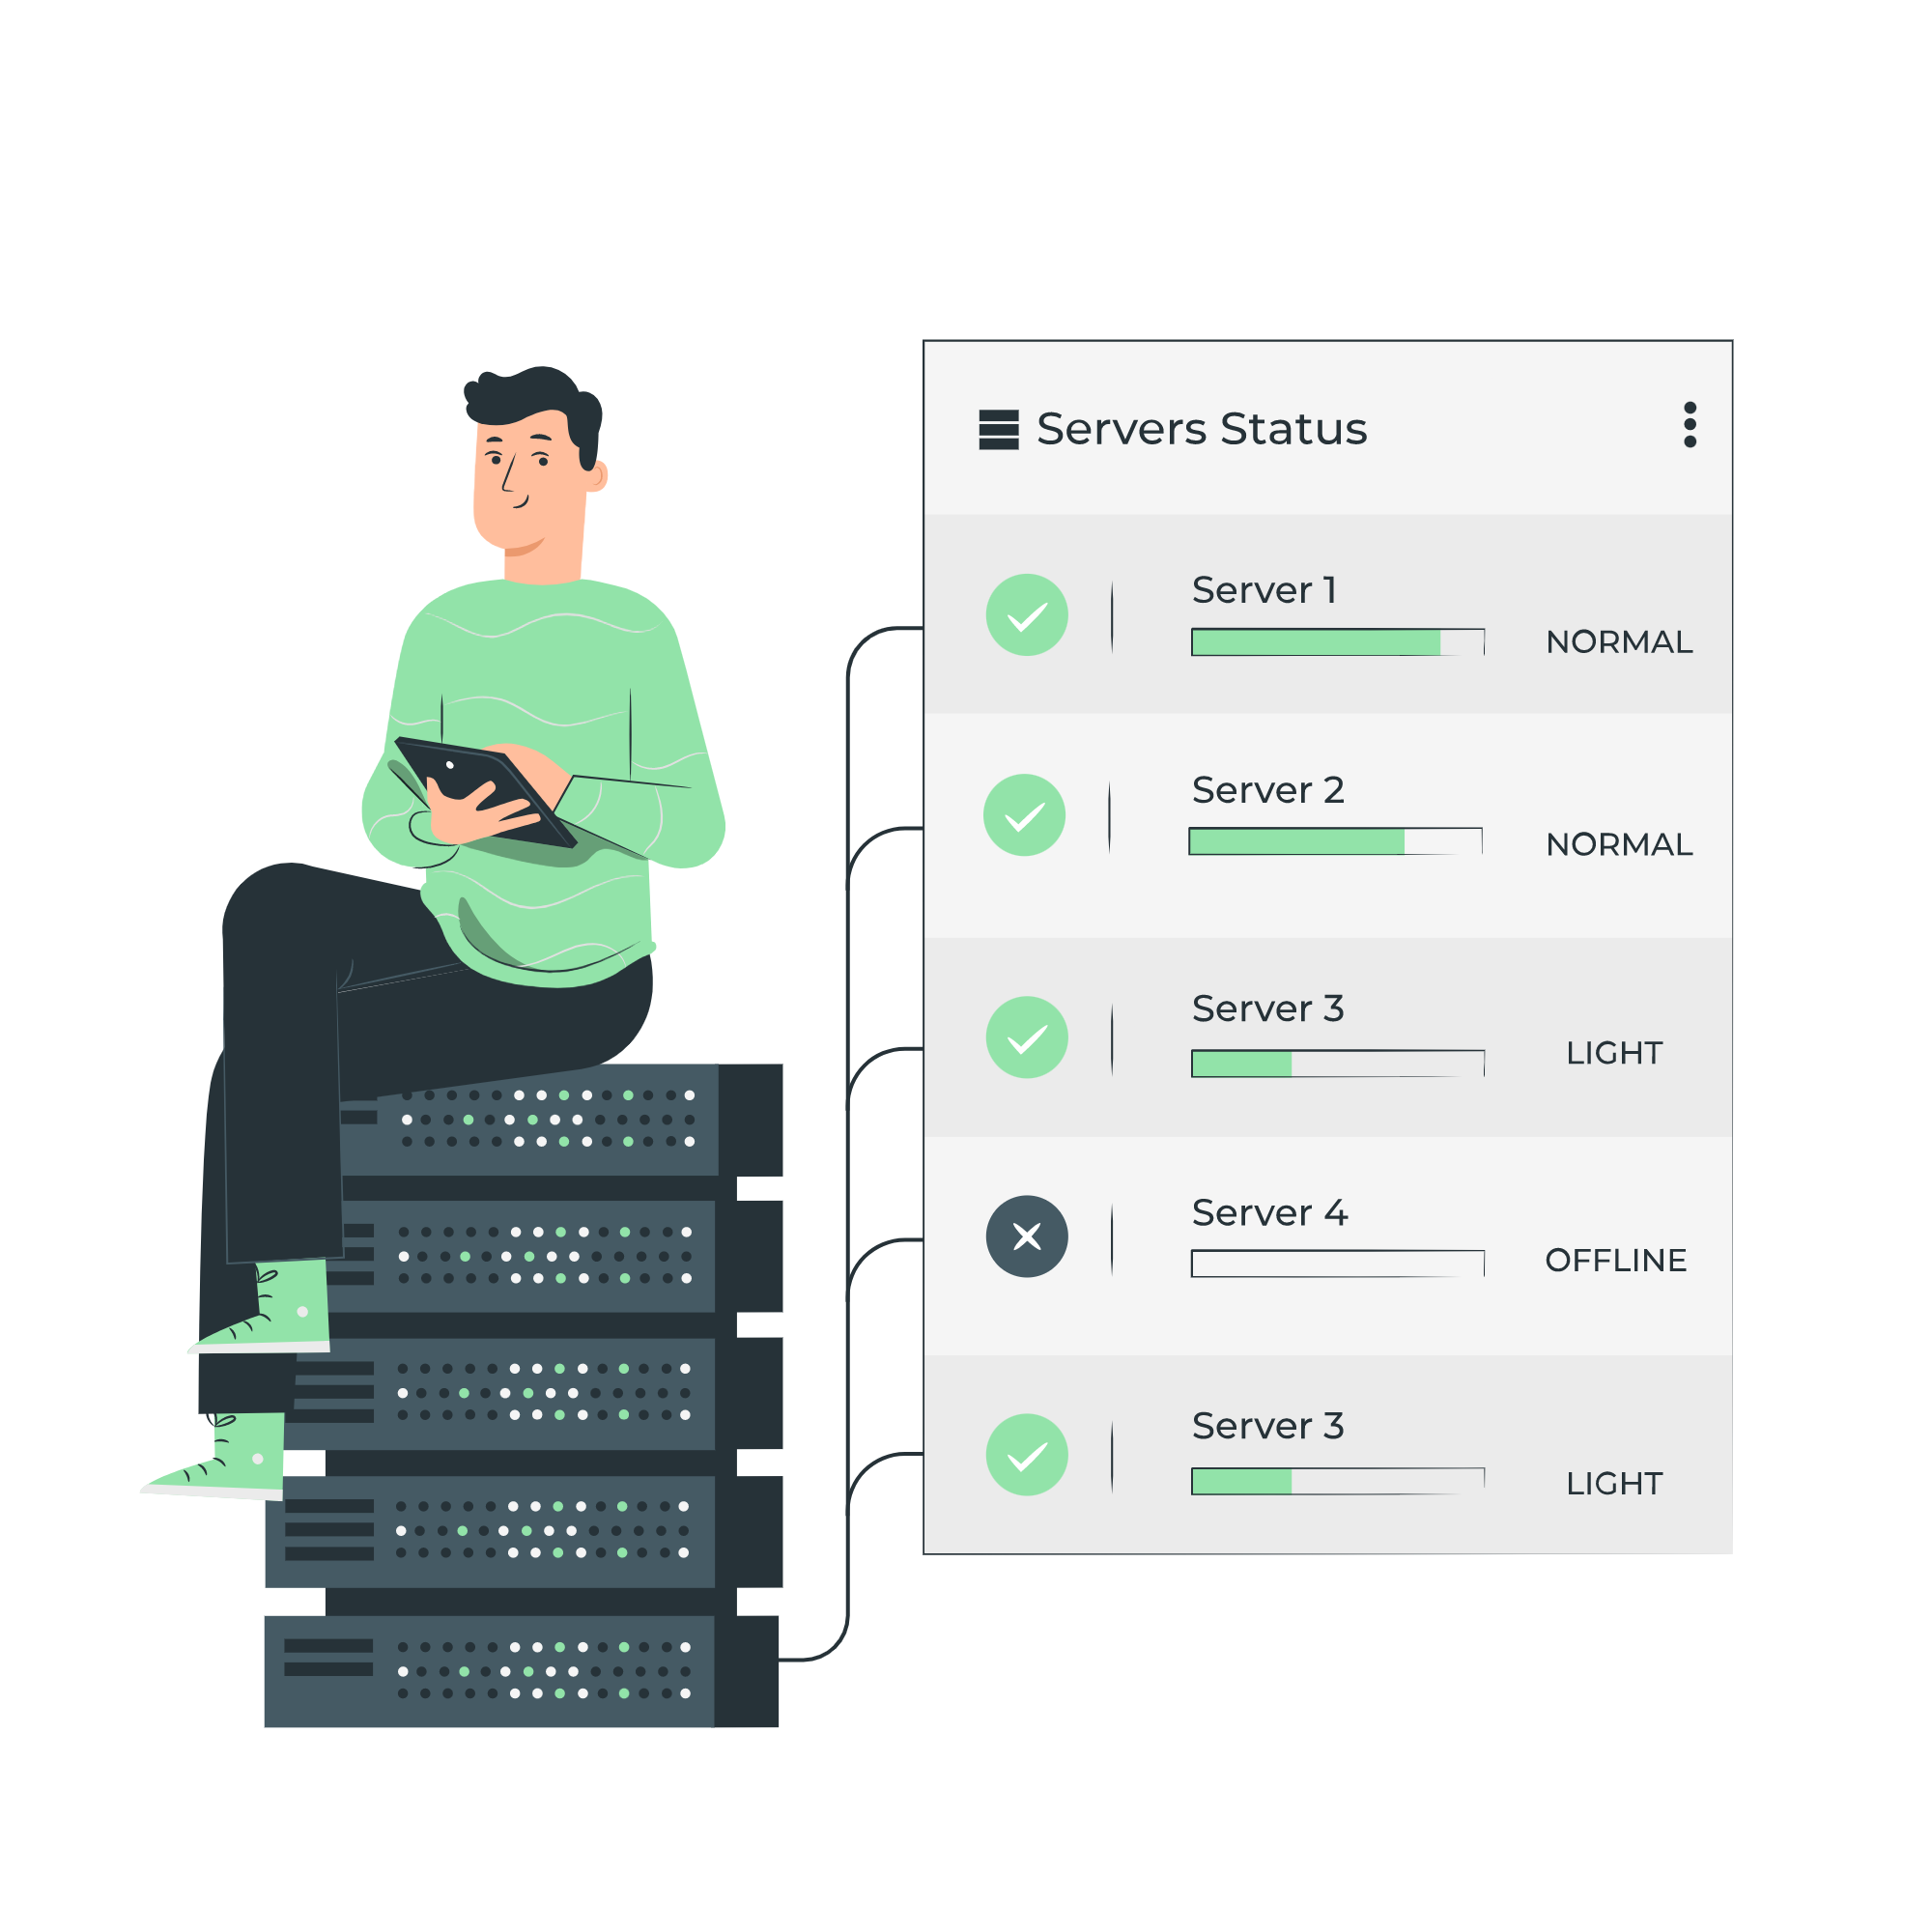 Servers Status
Server 1
NORMAL
Server 2
NORMAL
Server 3
LIGHT
Server 4
OFFLINE
Server 3
LIGHT